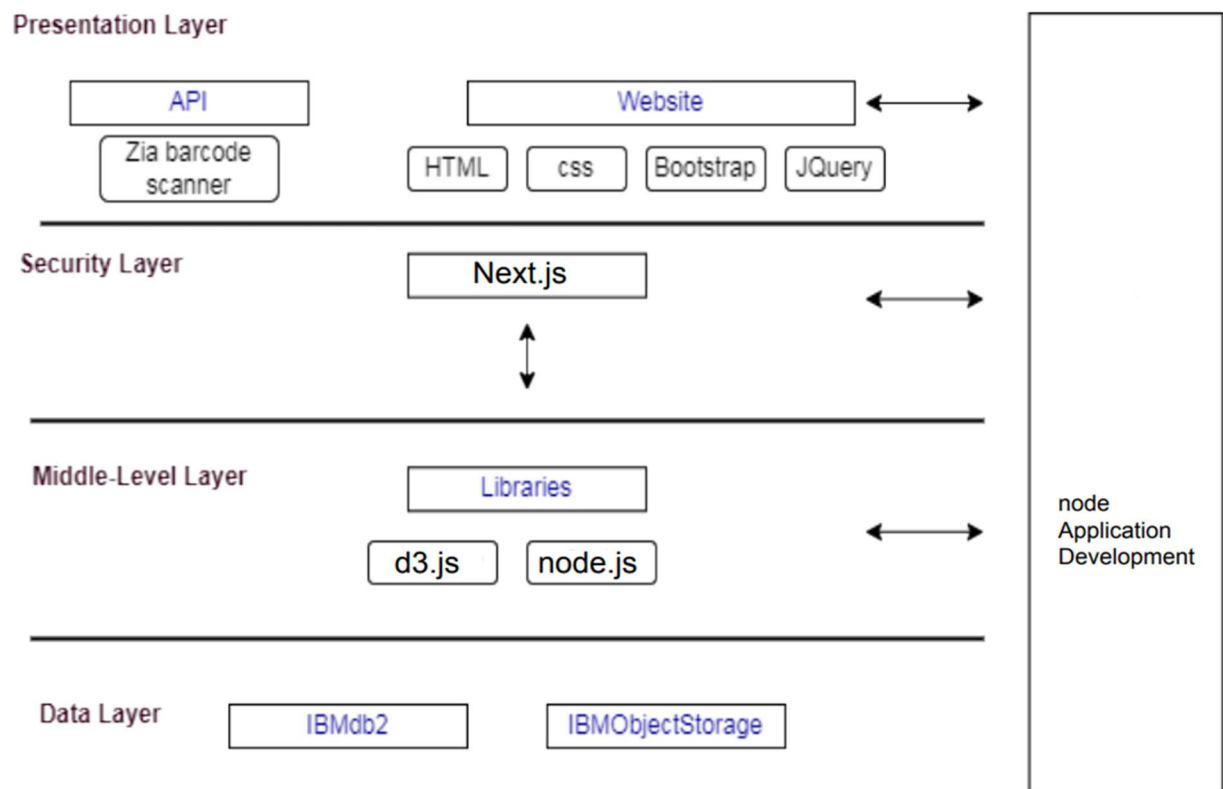 Presentation Layer
API
Website
Zia barcode
scanner
HTML
css
Bootstrap
JQuery
Security Layer
Next.js
Middle-Level Layer
Libraries
d3.js
node.js
node
Application
Development
Data Layer
IBMdb2
IBMObjectStorage